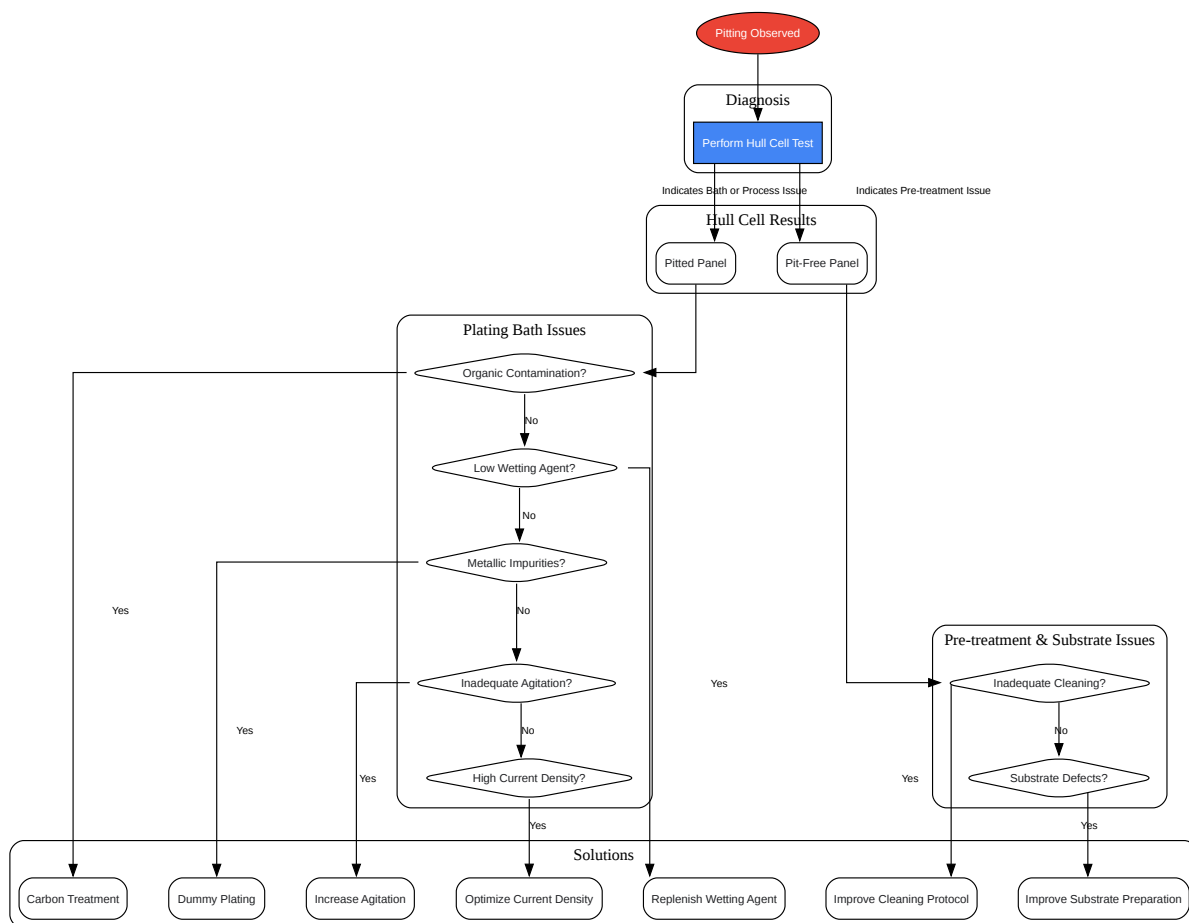 Pitting Observed
Diagnosis
Perform Hull Cell Test
Indicates Bath or Process Issue
Indicates Pre-treatment Issue
Hull Cell Results
Pitted Panel
Pit-Free Panel
Plating Bath Issues
Organic Contamination?
No
Low Wetting Agent?
No
Metallic Impurities?
Yes
No
Pre-treatment & Substrate Issues
Inadequate Agitation?
Yes
Inadequate Cleaning?
Yes
No
No
High Current Density?
Yes
Yes
Substrate Defects?
Yes
Yes
Solutions
Carbon Treatment
Dummy Plating
Increase Agitation
Optimize Current Density
Replenish Wetting Agent
Improve Cleaning Protocol
Improve Substrate Preparation